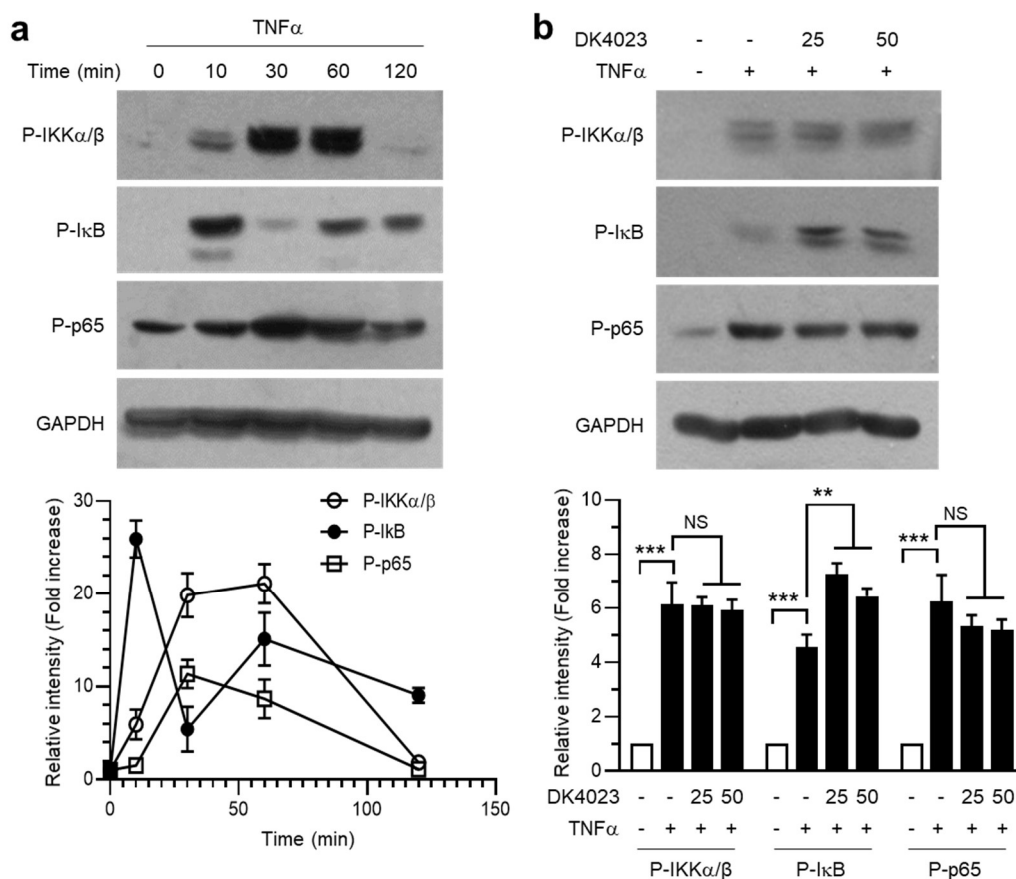 a
TNFα
Time (min) 0 10 30 60 120
P-IKKα/β
P-IκB
P-p65
GAPDH
Relative intensity (Fold increase)
30
20
10
0
0 50 100 150
Time (min)
P-IKKα/β
P-IkB
P-p65
b
DK4023 - - 25 50
TNFα - + + +
P-IKKα/β
P-IκB
P-p65
GAPDH
Relative intensity (Fold increase)
10
8
6
4
2
0
*** NS
*** **
*** NS
DK4023 - - 25 50 - - 25 50 - - 25 50
TNFα - + + + - + + + - + + +
P-IKKα/β P-IκB P-p65